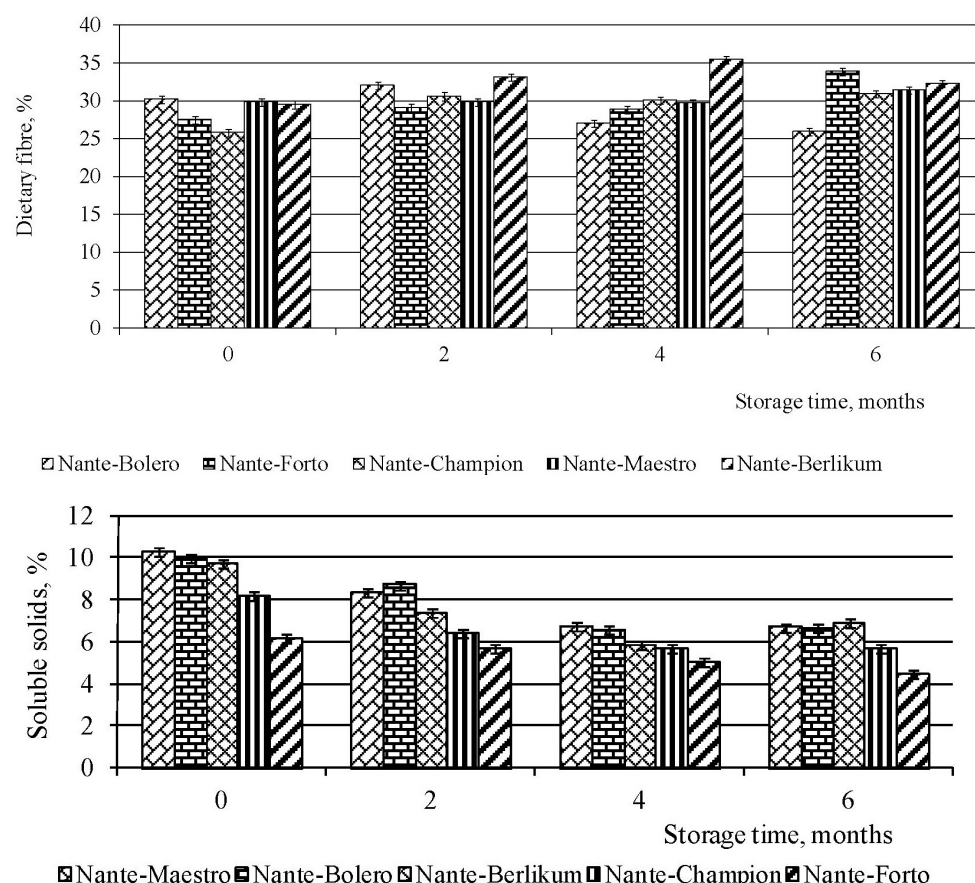 40
35
30
25
20
15
10
5
0
Dietary fibre, %
0 2 4 6
Storage time, months
Nante-Bolero Nante-Forto Nante-Champion Nante-Maestro Nante-Berlikum
12
10
8
6
4
2
0
Soluble solids, %
0 2 4 6
Storage time, months
Nante-Maestro Nante-Bolero Nante-Berlikum Nante-Champion Nante-Forto